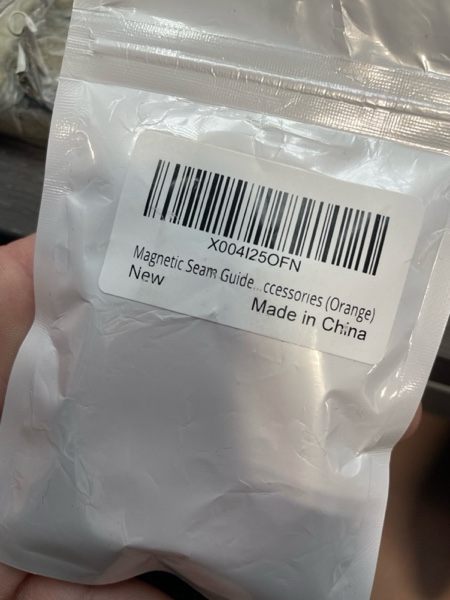 X004I25OFN
Magnetic Seam Guide...ccessories (Orange)
New
Made in China